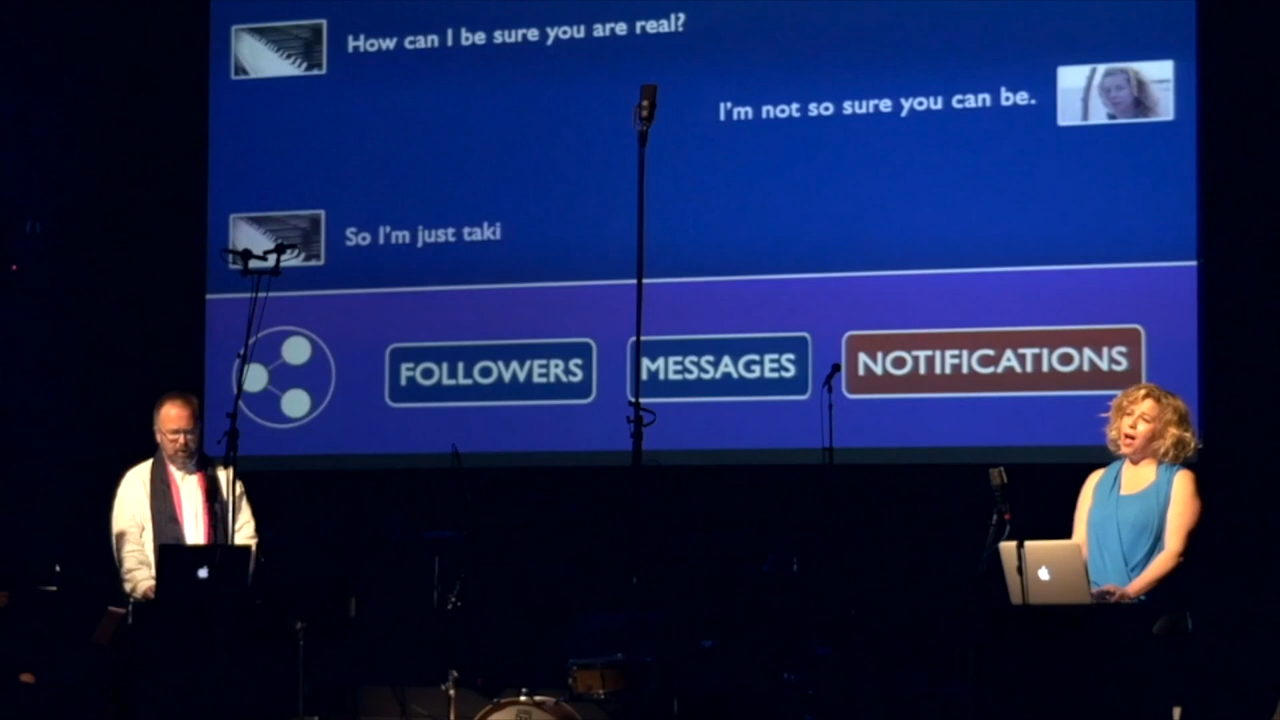 How can I be sure you are real?
I'm not so sure you can be.
So I'm just taki
FOLLOWERS
MESSAGES
NOTIFICATIONS